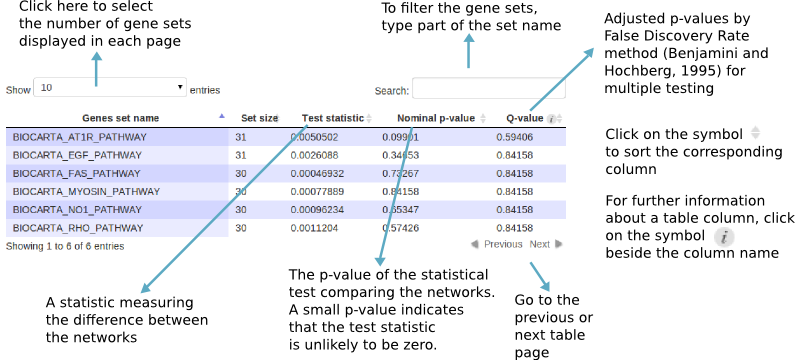 Click here to select
the number of gene sets
displayed in each page
To filter the gene sets,
type part of the set name
Adjusted p-values by
False Discovery Rate
method (Benjamini and
Hochberg, 1995) for
multiple testing
Show 10 entries
Search:
Genes set name Set size Test statistic Nominal p-value Q-value i
BIOCARTA_AT1R_PATHWAY 31 0.0050502 0.09901 0.59406
BIOCARTA_EGF_PATHWAY 31 0.0026088 0.34653 0.84158
BIOCARTA_FAS_PATHWAY 30 0.00046932 0.73267 0.84158
BIOCARTA_MYOSIN_PATHWAY 30 0.00077889 0.84158 0.84158
BIOCARTA_NO1_PATHWAY 30 0.00096234 0.65347 0.84158
BIOCARTA_RHO_PATHWAY 30 0.0011204 0.57426 0.84158
Showing 1 to 6 of 6 entries
Previous Next
Click on the symbol
to sort the corresponding
column
For further information
about a table column, click
on the symbol i
beside the column name
A statistic measuring
the difference between
the networks
The p-value of the statistical
test comparing the networks.
A small p-value indicates
that the test statistic
is unlikely to be zero.
Go to the
previous or
next table
page